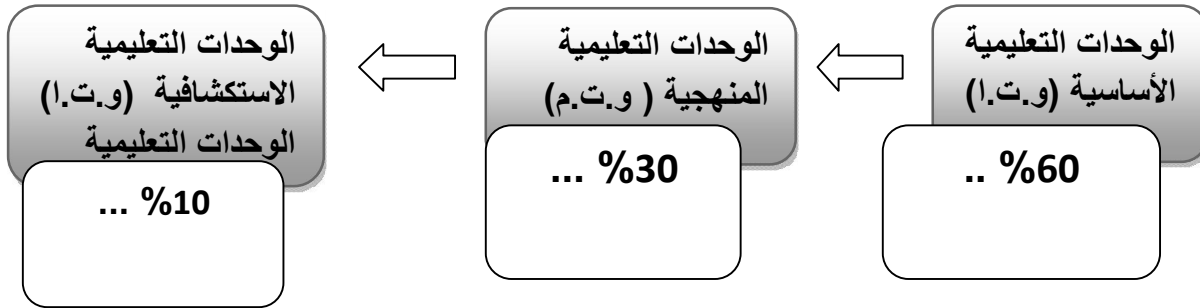 الوحدات التعليمية
الأساسية (و.ت.ا)
60% ..
الوحدات التعليمية
المنهجية ( و.ت.م)
30% ...
الوحدات التعليمية
الاستكشافية (و.ت.ا)
الوحدات التعليمية
10% ...